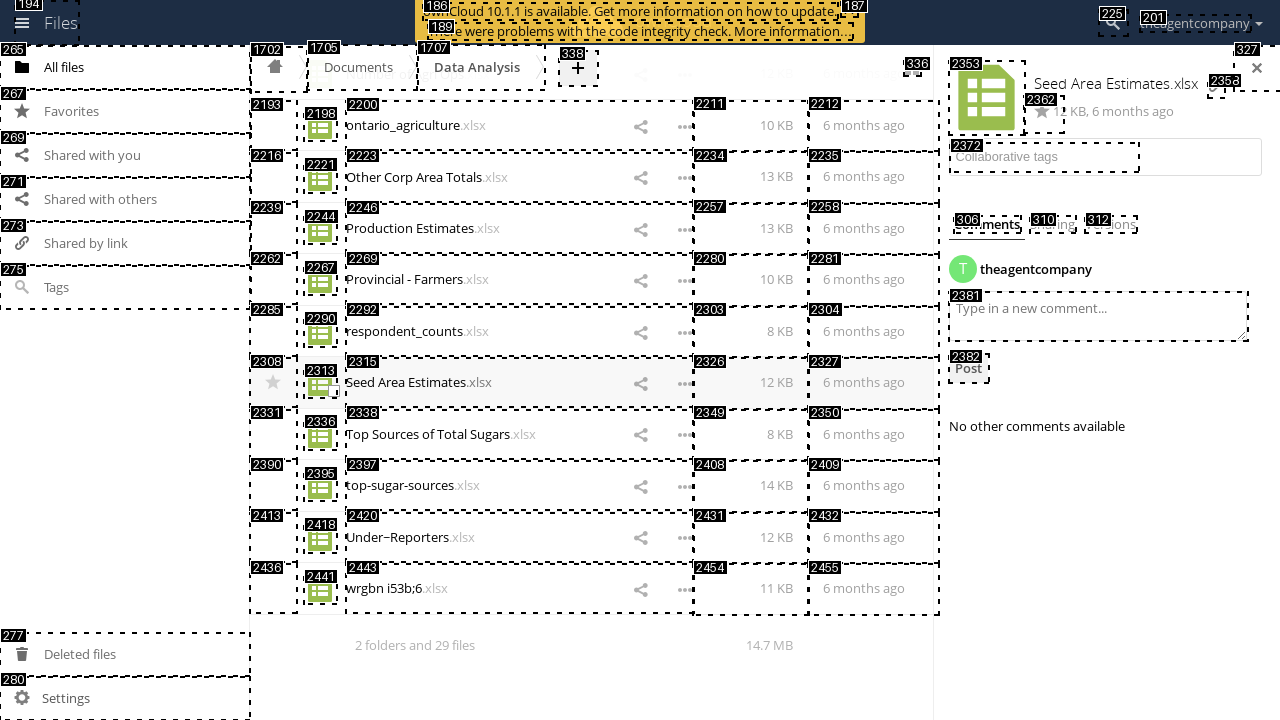 194
Files
186
ownCloud 10.1.1 is available. Get more information on how to update.
187
189
There were problems with the code integrity check. More information…
225
201
theagentcompany
265
All files
267
Favorites
269
Shared with you
271
Shared with others
273
Shared by link
275
Tags
277
Deleted files
280
Settings
1702
1705
Documents
1707
Data Analysis
338
+
336
2193
2198
2200
ontario_agriculture.xlsx
2211
10 KB
2212
6 months ago
2216
2221
2223
Other Corp Area Totals.xlsx
2234
13 KB
2235
6 months ago
2239
2244
2246
Production Estimates.xlsx
2257
13 KB
2258
6 months ago
2262
2267
2269
Provincial - Farmers.xlsx
2280
10 KB
2281
6 months ago
2285
2290
2292
respondent_counts.xlsx
2303
8 KB
2304
6 months ago
2308
2313
2315
Seed Area Estimates.xlsx
2326
12 KB
2327
6 months ago
2331
2336
2338
Top Sources of Total Sugars.xlsx
2349
8 KB
2350
6 months ago
2390
2395
2397
top-sugar-sources.xlsx
2408
14 KB
2409
6 months ago
2413
2418
2420
Under−Reporters.xlsx
2431
12 KB
2432
6 months ago
2436
2441
2443
wrgbn i53b;6.xlsx
2454
11 KB
2455
6 months ago
2 folders and 29 files
14.7 MB
327
2353
Seed Area Estimates.xlsx
2358
2362
12 KB, 6 months ago
2372
Collaborative tags
306
Comments
310
Sharing
312
Versions
T
theagentcompany
2381
Type in a new comment...
2382
Post
No other comments available